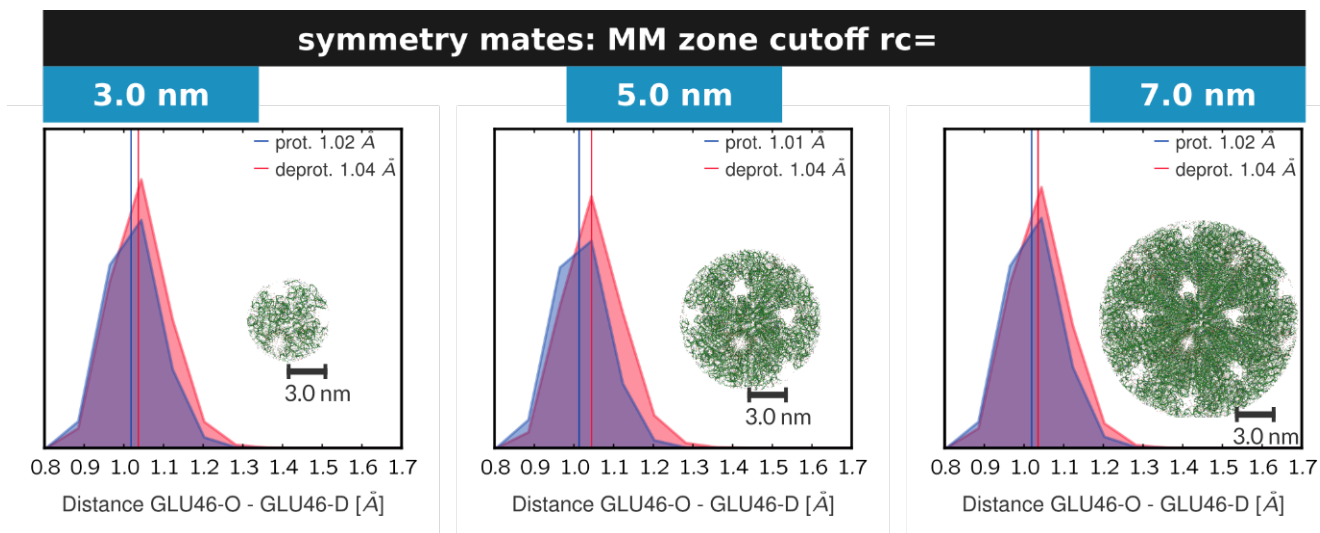 symmetry mates: MM zone cutoff rc=
3.0 nm
5.0 nm
7.0 nm
prot. 1.02 Å
deprot. 1.04 Å
3.0 nm
0.8 0.9 1.0 1.1 1.2 1.3 1.4 1.5 1.6 1.7
Distance GLU46-O - GLU46-D [Å]
prot. 1.01 Å
deprot. 1.04 Å
3.0 nm
0.8 0.9 1.0 1.1 1.2 1.3 1.4 1.5 1.6 1.7
Distance GLU46-O - GLU46-D [Å]
prot. 1.02 Å
deprot. 1.04 Å
3.0 nm
0.8 0.9 1.0 1.1 1.2 1.3 1.4 1.5 1.6 1.7
Distance GLU46-O - GLU46-D [Å]